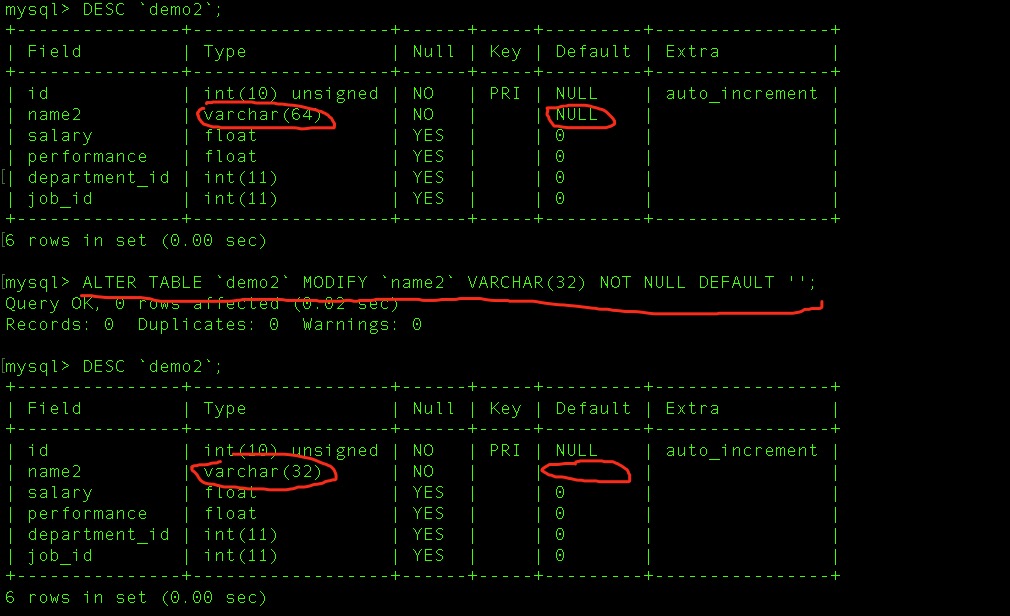 mysql> DESC `demo2`;
+---------------+----------------+------+-----+---------+----------------+
| Field | Type | Null | Key | Default | Extra |
+---------------+----------------+------+-----+---------+----------------+
| id | int(10) unsigned | NO | PRI | NULL | auto_increment |
| name2 | varchar(64) | NO | | NULL | |
| salary | float | YES | | 0 | |
| performance | float | YES | | 0 | |
[| department_id | int(11) | YES | | 0 | |
| job_id | int(11) | YES | | 0 | |
+---------------+----------------+------+-----+---------+----------------+
[6 rows in set (0.00 sec)
[mysql> ALTER TABLE `demo2` MODIFY `name2` VARCHAR(32) NOT NULL DEFAULT '';
Query OK, 0 rows affected (0.02 sec)
Records: 0 Duplicates: 0 Warnings: 0
[mysql> DESC `demo2`;
+---------------+----------------+------+-----+---------+----------------+
| Field | Type | Null | Key | Default | Extra |
+---------------+----------------+------+-----+---------+----------------+
| id | int(10) unsigned | NO | PRI | NULL | auto_increment |
| name2 | varchar(32) | NO | | | |
| salary | float | YES | | 0 | |
| performance | float | YES | | 0 | |
| department_id | int(11) | YES | | 0 | |
| job_id | int(11) | YES | | 0 | |
+---------------+----------------+------+-----+---------+----------------+
6 rows in set (0.00 sec)